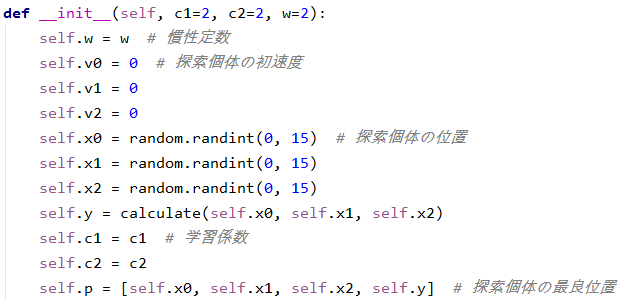 def __init__(self, c1=2, c2=2, w=2):
    self.w = w  # 慣性定数
    self.v0 = 0  # 探索個体の初速度
    self.v1 = 0
    self.v2 = 0
    self.x0 = random.randint(0, 15)  # 探索個体の位置
    self.x1 = random.randint(0, 15)
    self.x2 = random.randint(0, 15)
    self.y = calculate(self.x0, self.x1, self.x2)
    self.c1 = c1  # 学習係数
    self.c2 = c2
    self.p = [self.x0, self.x1, self.x2, self.y]  # 探索個体の最良位置